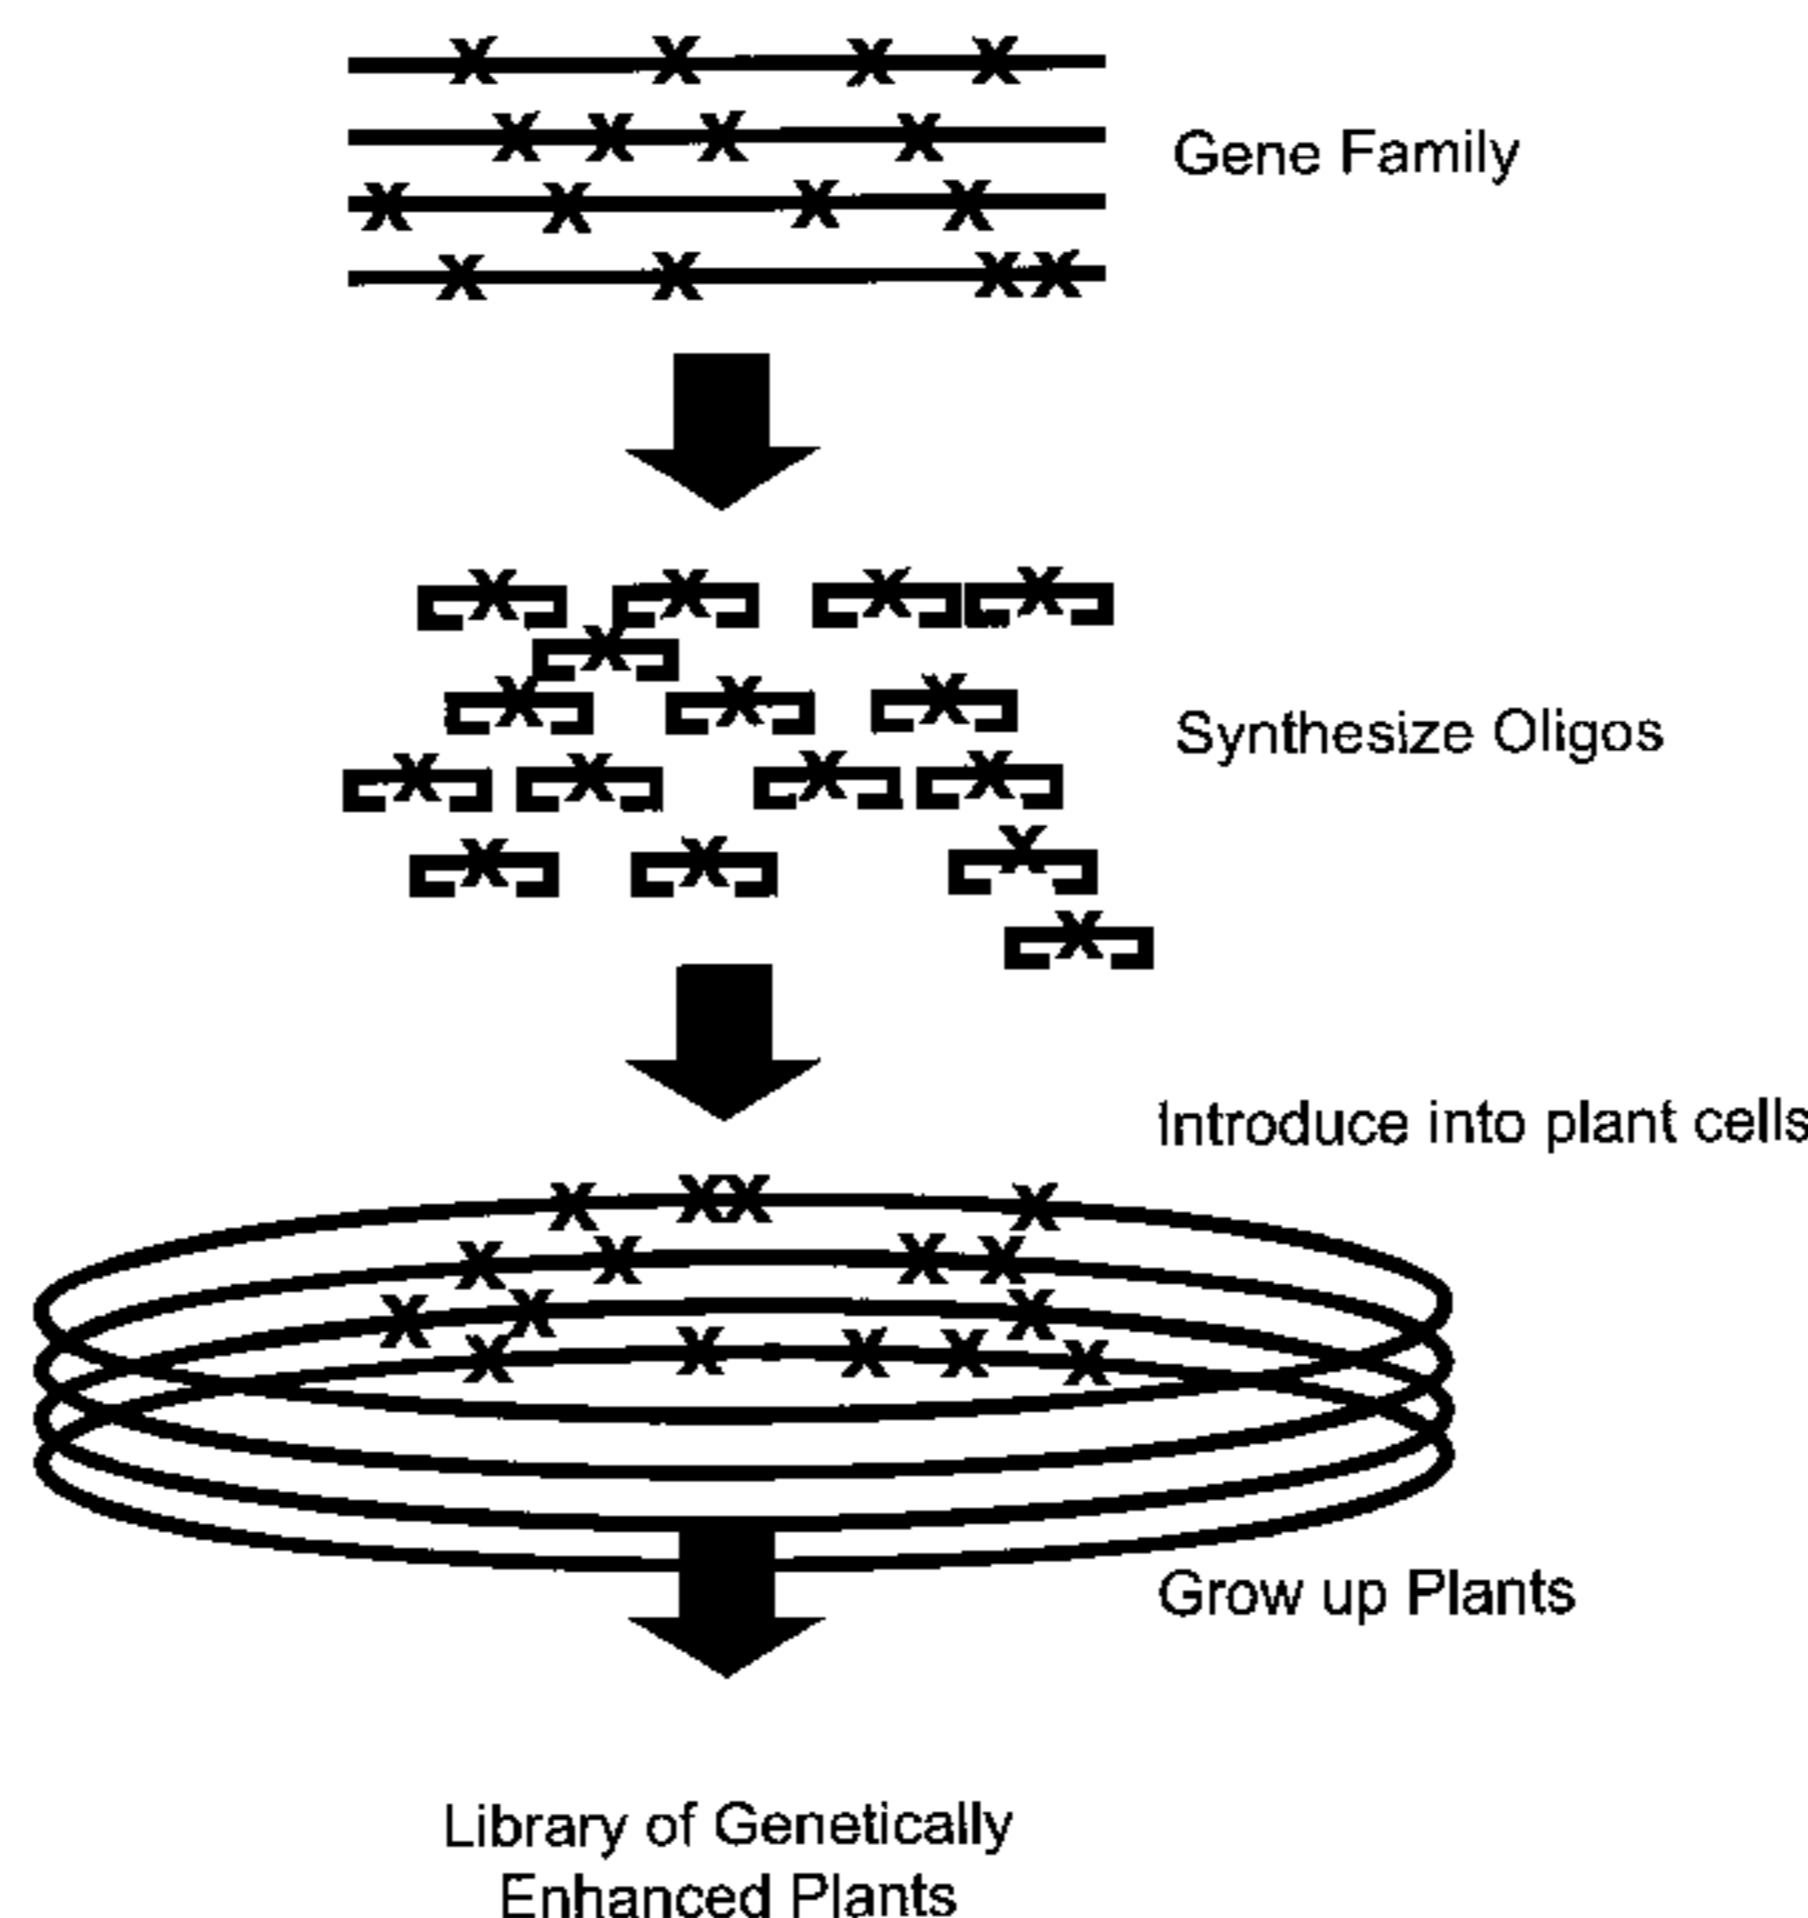 Gene Family
Synthesize Oligos
Introduce into plant cells
Grow up Plants
Library of Genetically
Enhanced Plants